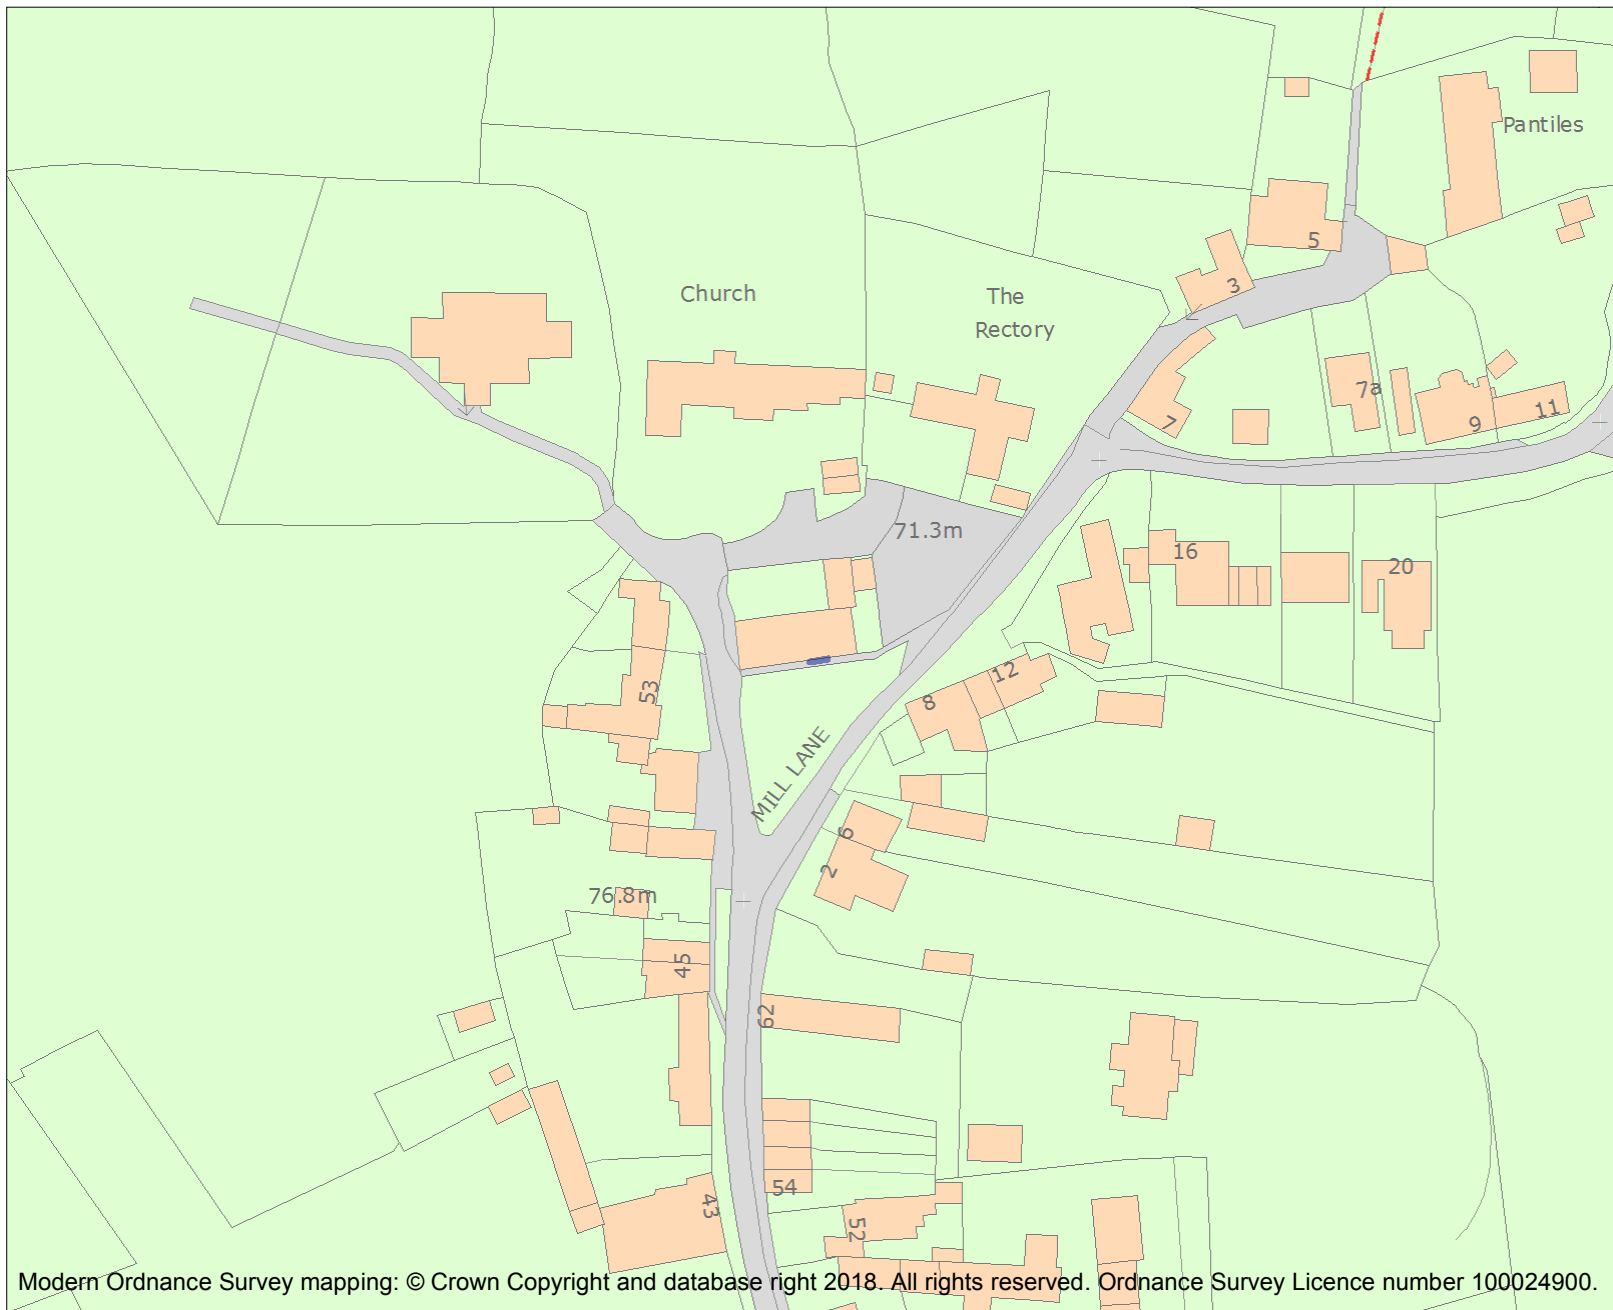 Pantiles
5
Church
The
Rectory
3
7a
7
9
11
71.3m
16
20
53
12
8
MILL LANE
6
2
76.8m
45
62
54
43
52
Modern Ordnance Survey mapping: © Crown Copyright and database right 2018. All rights reserved. Ordnance Survey Licence number 100024900.